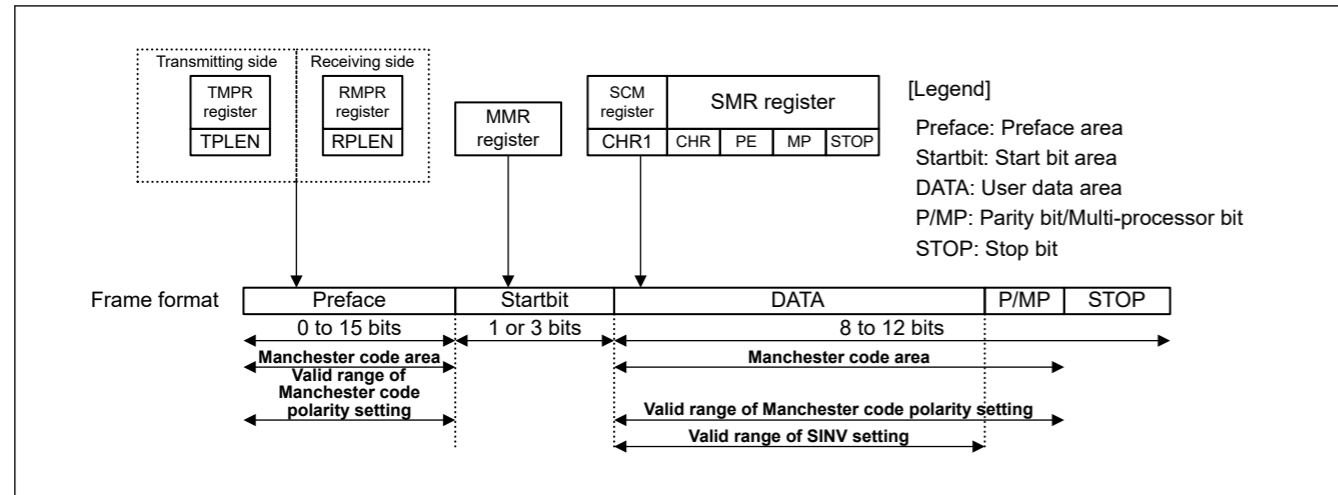 Transmitting side
Receiving side
TMPR
register
TPLEN
RMPR
register
RPLEN
MMR
register
SCM
register
CHR1
SMR register
CHR
PE
MP
STOP
[Legend]
Preface: Preface area
Startbit: Start bit area
DATA: User data area
P/MP: Parity bit/Multi-processor bit
STOP: Stop bit
Frame format
Preface
Startbit
DATA
P/MP
STOP
0 to 15 bits
1 or 3 bits
8 to 12 bits
Manchester code area
Manchester code area
Valid range of
Manchester code
polarity setting
Valid range of Manchester code polarity setting
Valid range of SINV setting